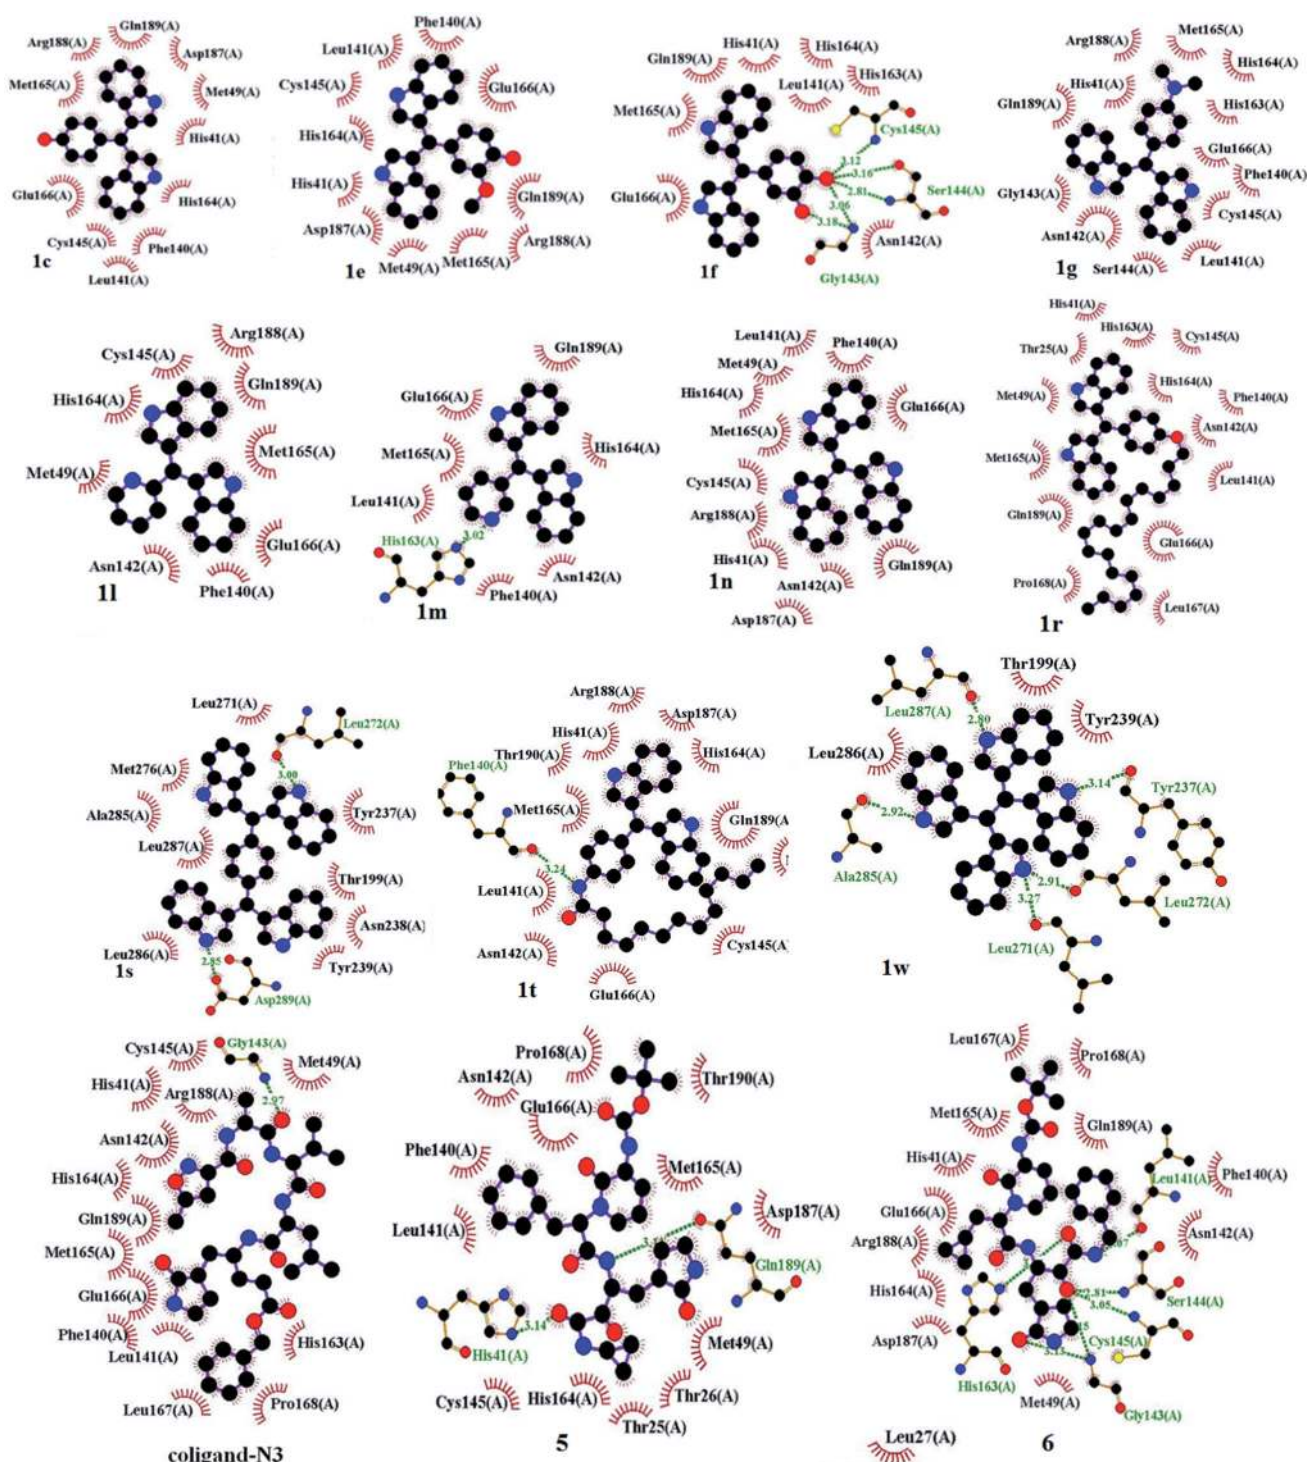 Gln189(A)
Arg188(A)
Asp187(A)
Met165(A)
Met49(A)
His41(A)
Glu166(A)
His164(A)
Cys145(A)
Phe140(A)
Leu141(A)
1c
Phe140(A)
Leu141(A)
Cys145(A)
Glu166(A)
His164(A)
His41(A)
Gln189(A)
Asp187(A)
Arg188(A)
Met49(A)
Met165(A)
1e
His41(A)
His164(A)
Gln189(A)
Leu141(A)
His163(A)
Met165(A)
Cys145(A)
3.12
3.16
Glu166(A)
2.81
Ser144(A)
3.06
3.18
Asn142(A)
Gly143(A)
1f
Met165(A)
Arg188(A)
His164(A)
His41(A)
Gln189(A)
His163(A)
Glu166(A)
Phe140(A)
Gly143(A)
Cys145(A)
Asn142(A)
Leu141(A)
Ser144(A)
1g
Arg188(A)
Cys145(A)
Gln189(A)
His164(A)
Met165(A)
Met49(A)
Glu166(A)
Asn142(A)
Phe140(A)
1l
Gln189(A)
Glu166(A)
His164(A)
Met165(A)
Leu141(A)
His163(A)
3.02
Asn142(A)
Phe140(A)
1m
Leu141(A)
Phe140(A)
Met49(A)
His164(A)
Glu166(A)
Met165(A)
Cys145(A)
Arg188(A)
His41(A)
Gln189(A)
Asn142(A)
Asp187(A)
1n
His41(A)
His163(A)
Cys145(A)
Thr25(A)
His164(A)
Met49(A)
Phe140(A)
Asn142(A)
Met165(A)
Leu141(A)
Gln189(A)
Glu166(A)
Pro168(A)
Leu167(A)
1r
Leu271(A)
Leu272(A)
Met276(A)
3.00
Ala285(A)
Tyr237(A)
Leu287(A)
Thr199(A)
Asn238(A)
Leu286(A)
2.85
Tyr239(A)
Asp289(A)
1s
Arg188(A)
Asp187(A)
His41(A)
Thr190(A)
His164(A)
Phe140(A)
Met165(A)
Gln189(A)
3.24
Leu141(A)
Asn142(A)
Cys145(A)
Glu166(A)
1t
Thr199(A)
Leu287(A)
2.80
Tyr239(A)
Leu286(A)
3.14
Tyr237(A)
2.92
Ala285(A)
2.91
3.27
Leu272(A)
Leu271(A)
1w
Gly143(A)
Cys145(A)
Met49(A)
His41(A)
Arg188(A)
2.97
Asn142(A)
His164(A)
Gln189(A)
Met165(A)
Glu166(A)
Phe140(A)
His163(A)
Leu141(A)
Leu167(A)
Pro168(A)
coligand-N3
Pro168(A)
Asn142(A)
Thr190(A)
Glu166(A)
Phe140(A)
Met165(A)
Leu141(A)
Asp187(A)
Gln189(A)
3.14
His41(A)
Met49(A)
Cys145(A)
His164(A)
Thr26(A)
Thr25(A)
5
Leu167(A)
Pro168(A)
Met165(A)
Gln189(A)
His41(A)
Leu141(A)
Phe140(A)
Glu166(A)
Asn142(A)
Arg188(A)
His164(A)
2.81
Ser144(A)
3.05
Asp187(A)
Cys145(A)
3.13
His163(A)
Met49(A)
Gly143(A)
Leu27(A)
6